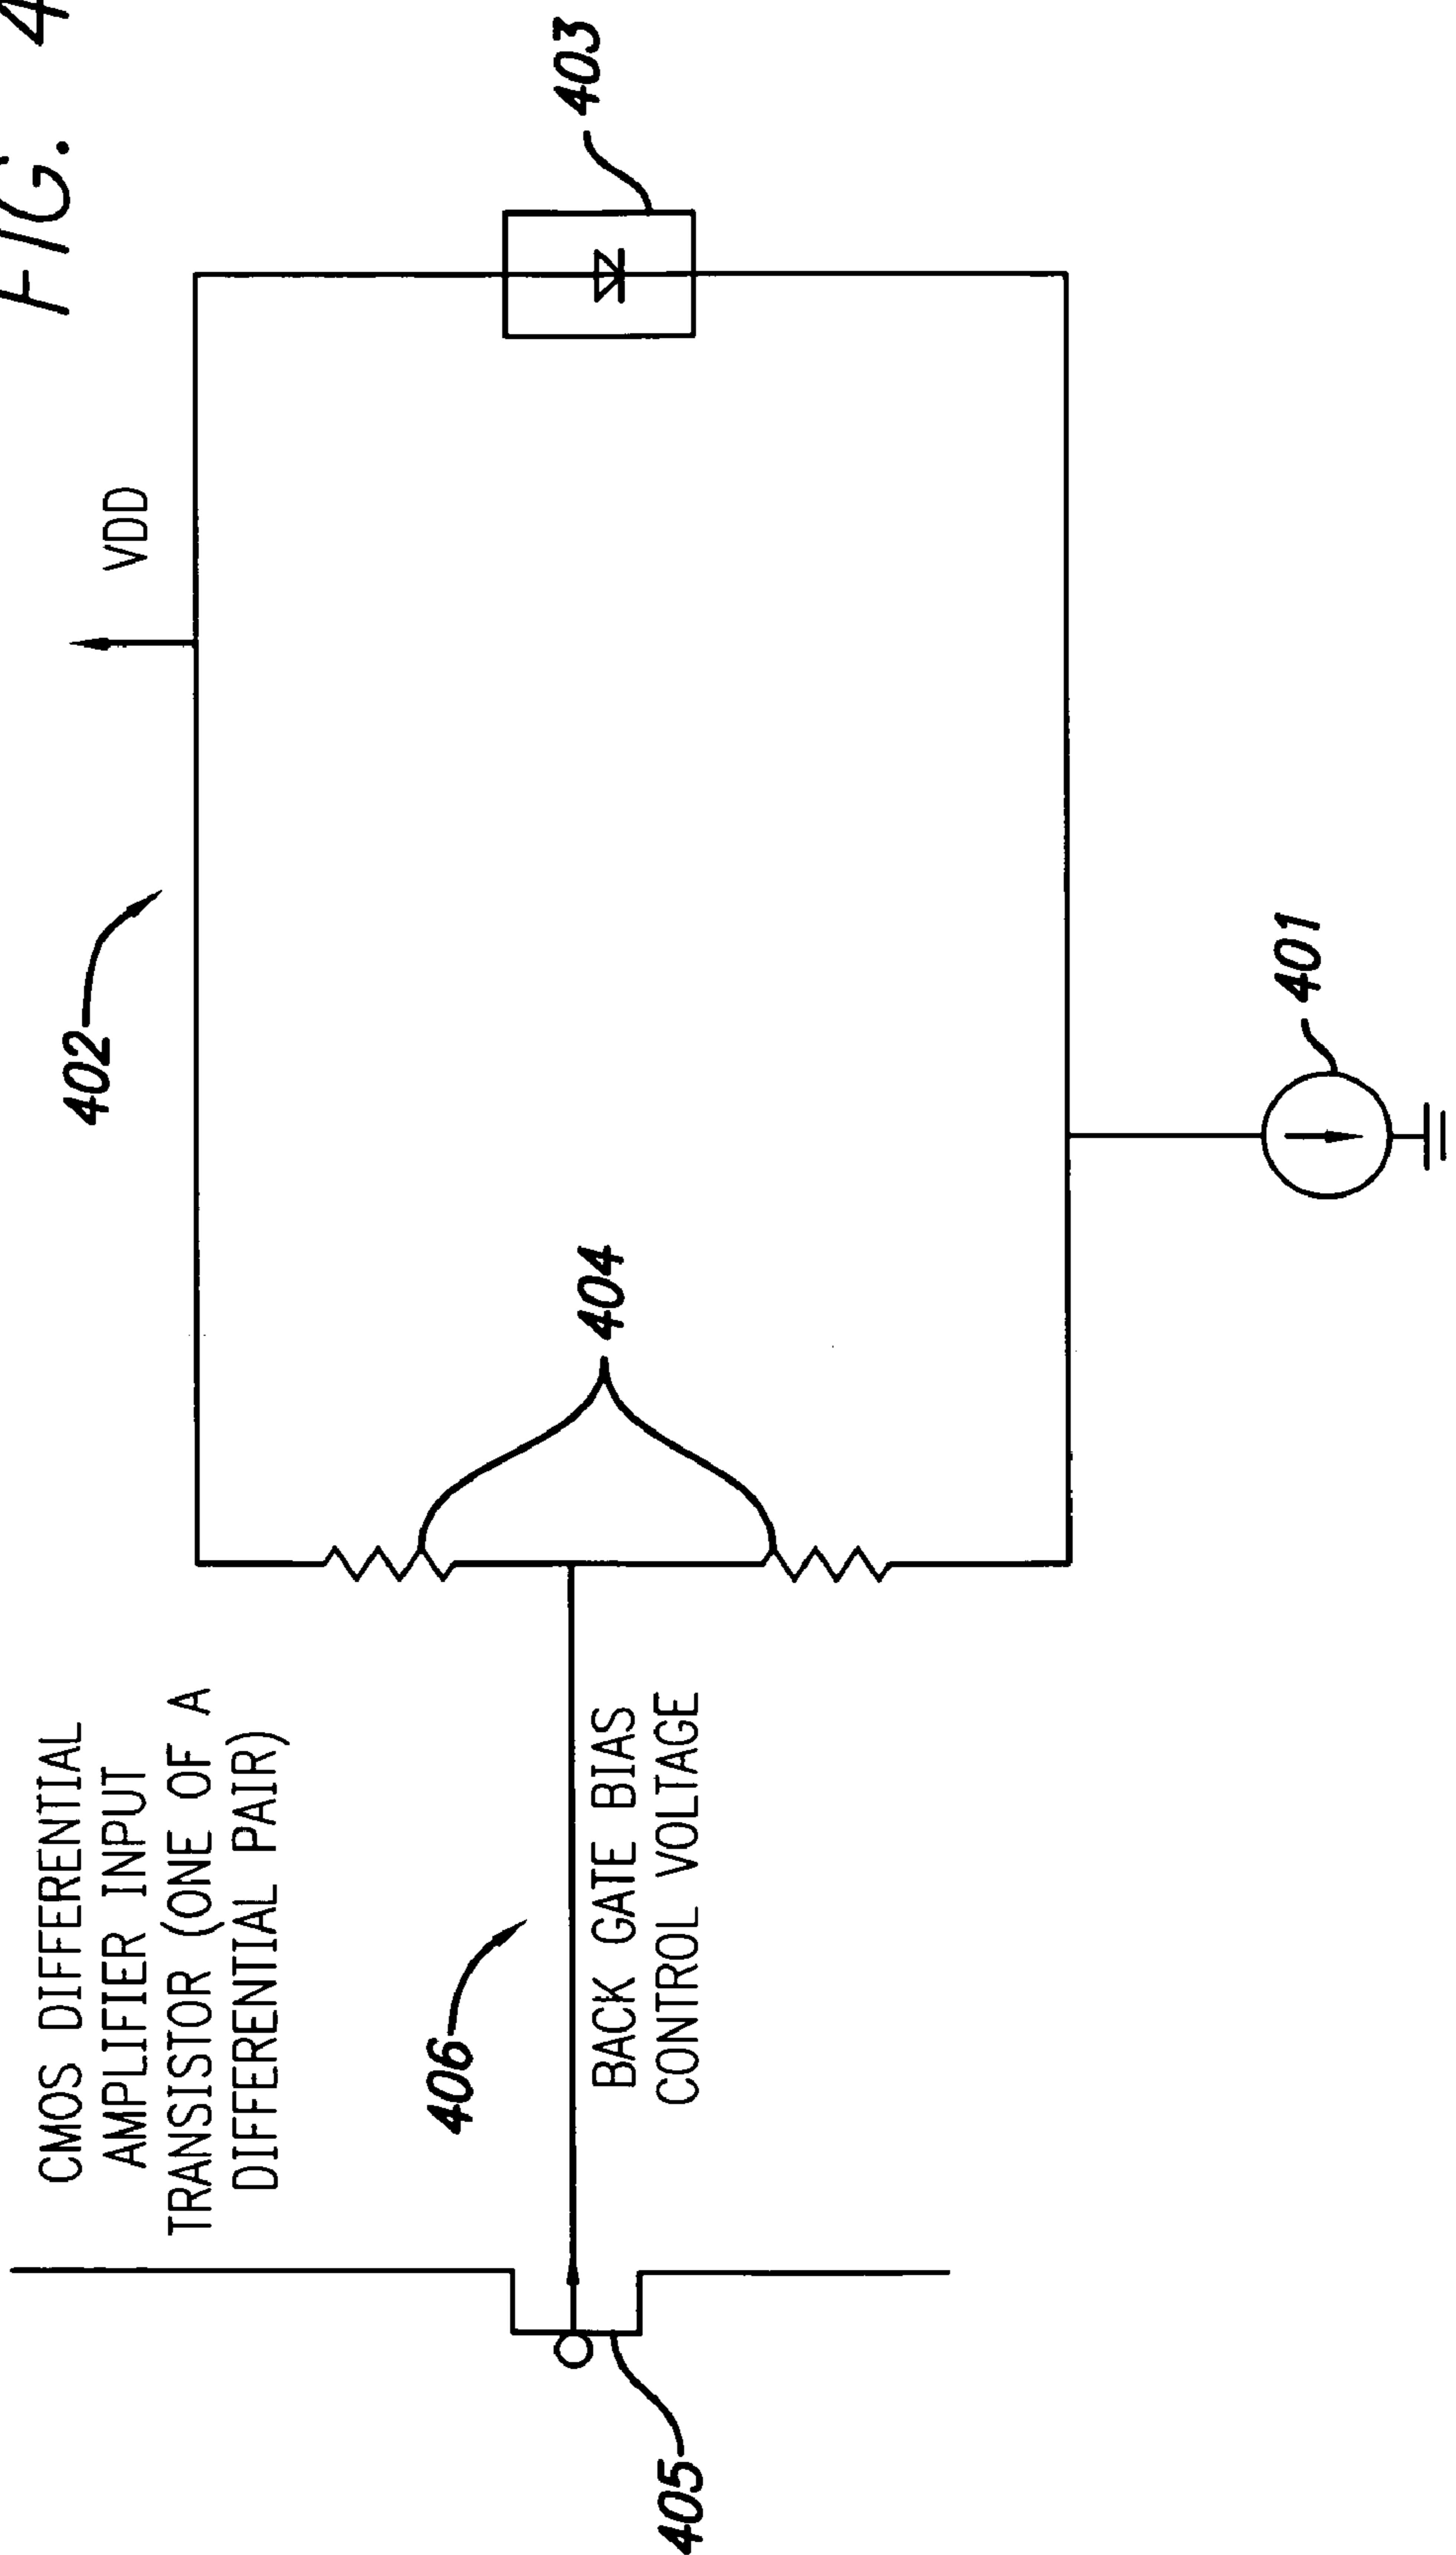 FIG. 4
VDD
402
403
CMOS DIFFERENTIAL
AMPLIFIER INPUT
TRANSISTOR (ONE OF A
DIFFERENTIAL PAIR)
404
406
BACK GATE BIAS
CONTROL VOLTAGE
405
401